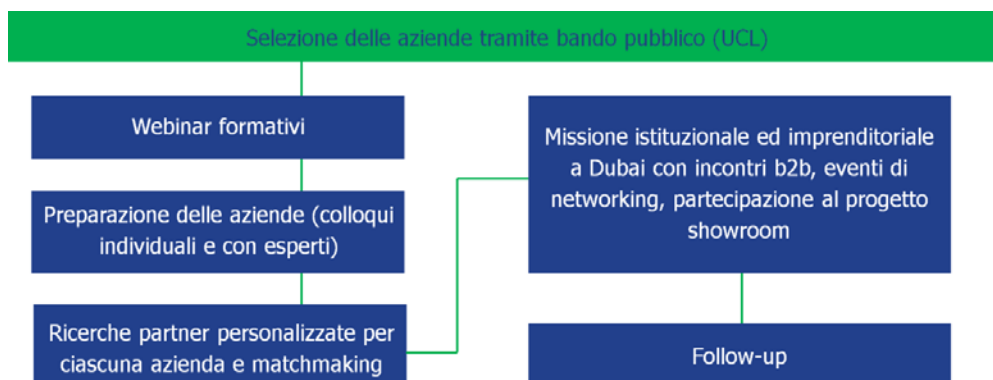 Selezione delle aziende tramite bando pubblico (UCL)
Webinar formativi
Preparazione delle aziende (colloqui
individuali e con esperti)
Ricerche partner personalizzate per
ciascuna azienda e matchmaking
Missione istituzionale ed imprenditoriale
a Dubai con incontri b2b, eventi di
networking, partecipazione al progetto
showroom
Follow-up